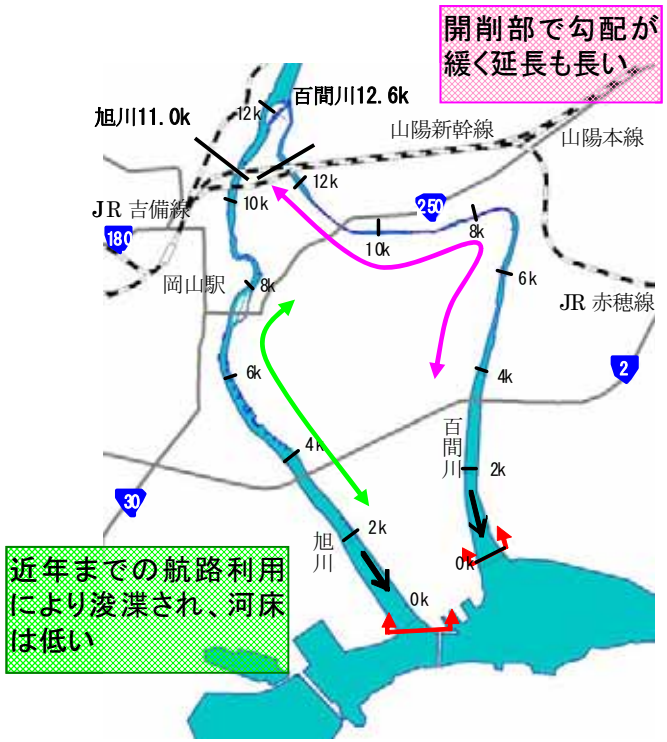 開削部で勾配が
緩く延長も長い
百間川12.6k
旭川11.0k
12k
山陽新幹線
山陽本線
12k
10k
JR 吉備線
250
180
10k
8k
岡山駅
8k
6k
JR 赤穂線
6k
4k
2
百間川
4k
2k
30
旭川
2k
0k
0k
近年までの航路利用
により浚渫され、河床
は低い